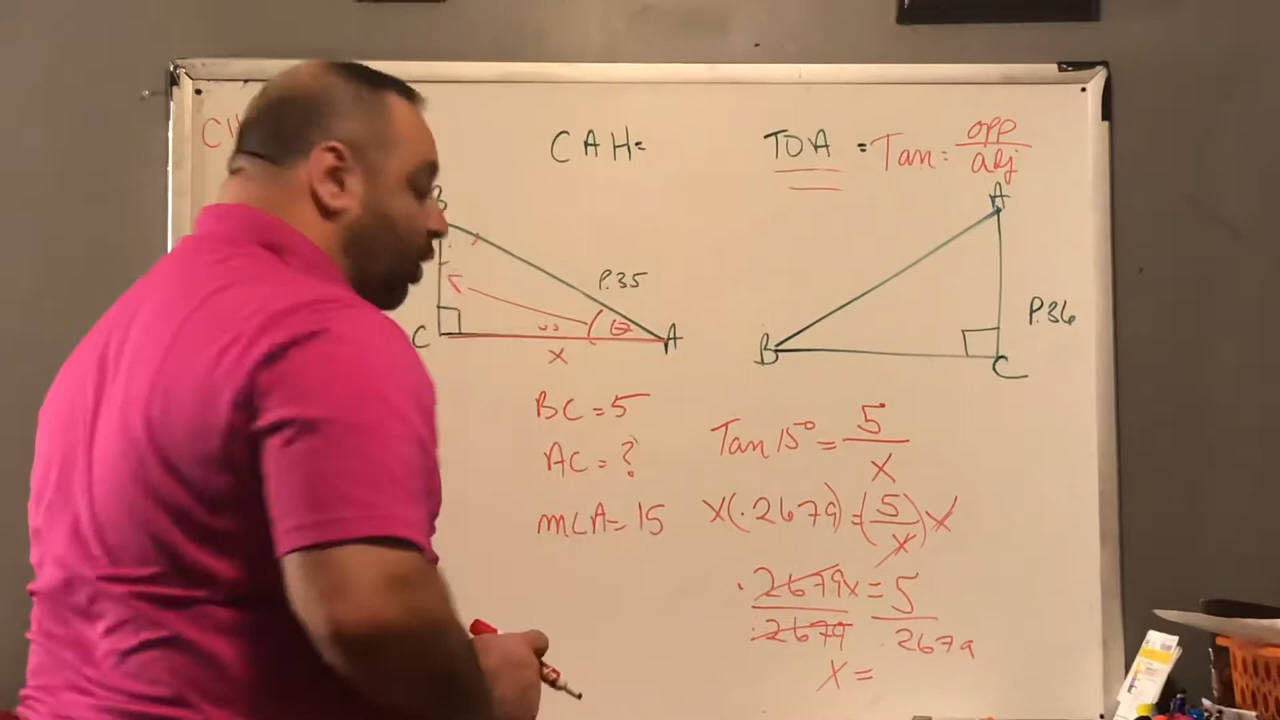 CAH=
TOA = Tan = opp/adj
B
P.35
C
θ
A
x
A
P.36
B
C
BC = 5
AC = ?
m∠A = 15
Tan 15° = 5/x
x(.2679) = (5/x)x
.2679x = 5
.2679 .2679
x =